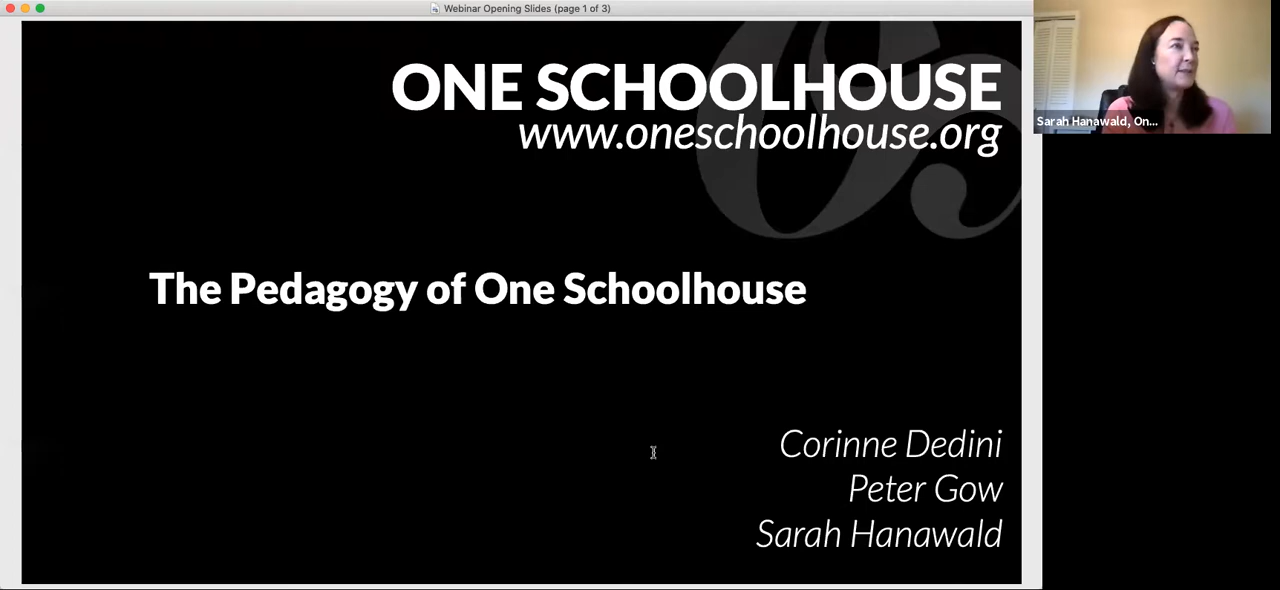 Webinar Opening Slides (page 1 of 3)
ONE SCHOOLHOUSE
www.oneschoolhouse.org
Sarah Hanawald, On...
The Pedagogy of One Schoolhouse
Corinne Dedini
Peter Gow
Sarah Hanawald